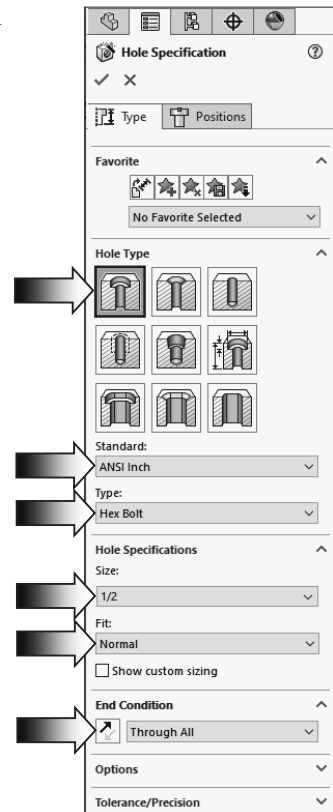 Hole Specification
Type
Positions
Favorite
No Favorite Selected
Hole Type
Standard:
ANSI Inch
Type:
Hex Bolt
Hole Specifications
Size:
1/2
Fit:
Normal
Show custom sizing
End Condition
Through All
Options
Tolerance/Precision